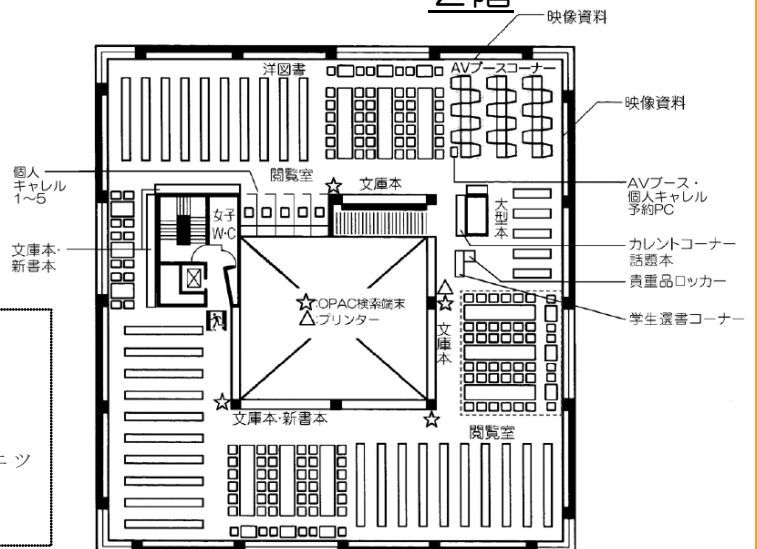 映像資料
洋図書
AVブースコーナー
映像資料
個人
キャレル
1~5
閲覧室
文庫本
AVブース・
個人キャレル
予約PC
女子
W・C
大型本
文庫本・
新書本
カレントコーナー
話題本
貴重品ロッカー
☆:OPAC検索端末
△:プリンター
文庫本
学生選書コーナー
文庫本・新書本
閲覧室